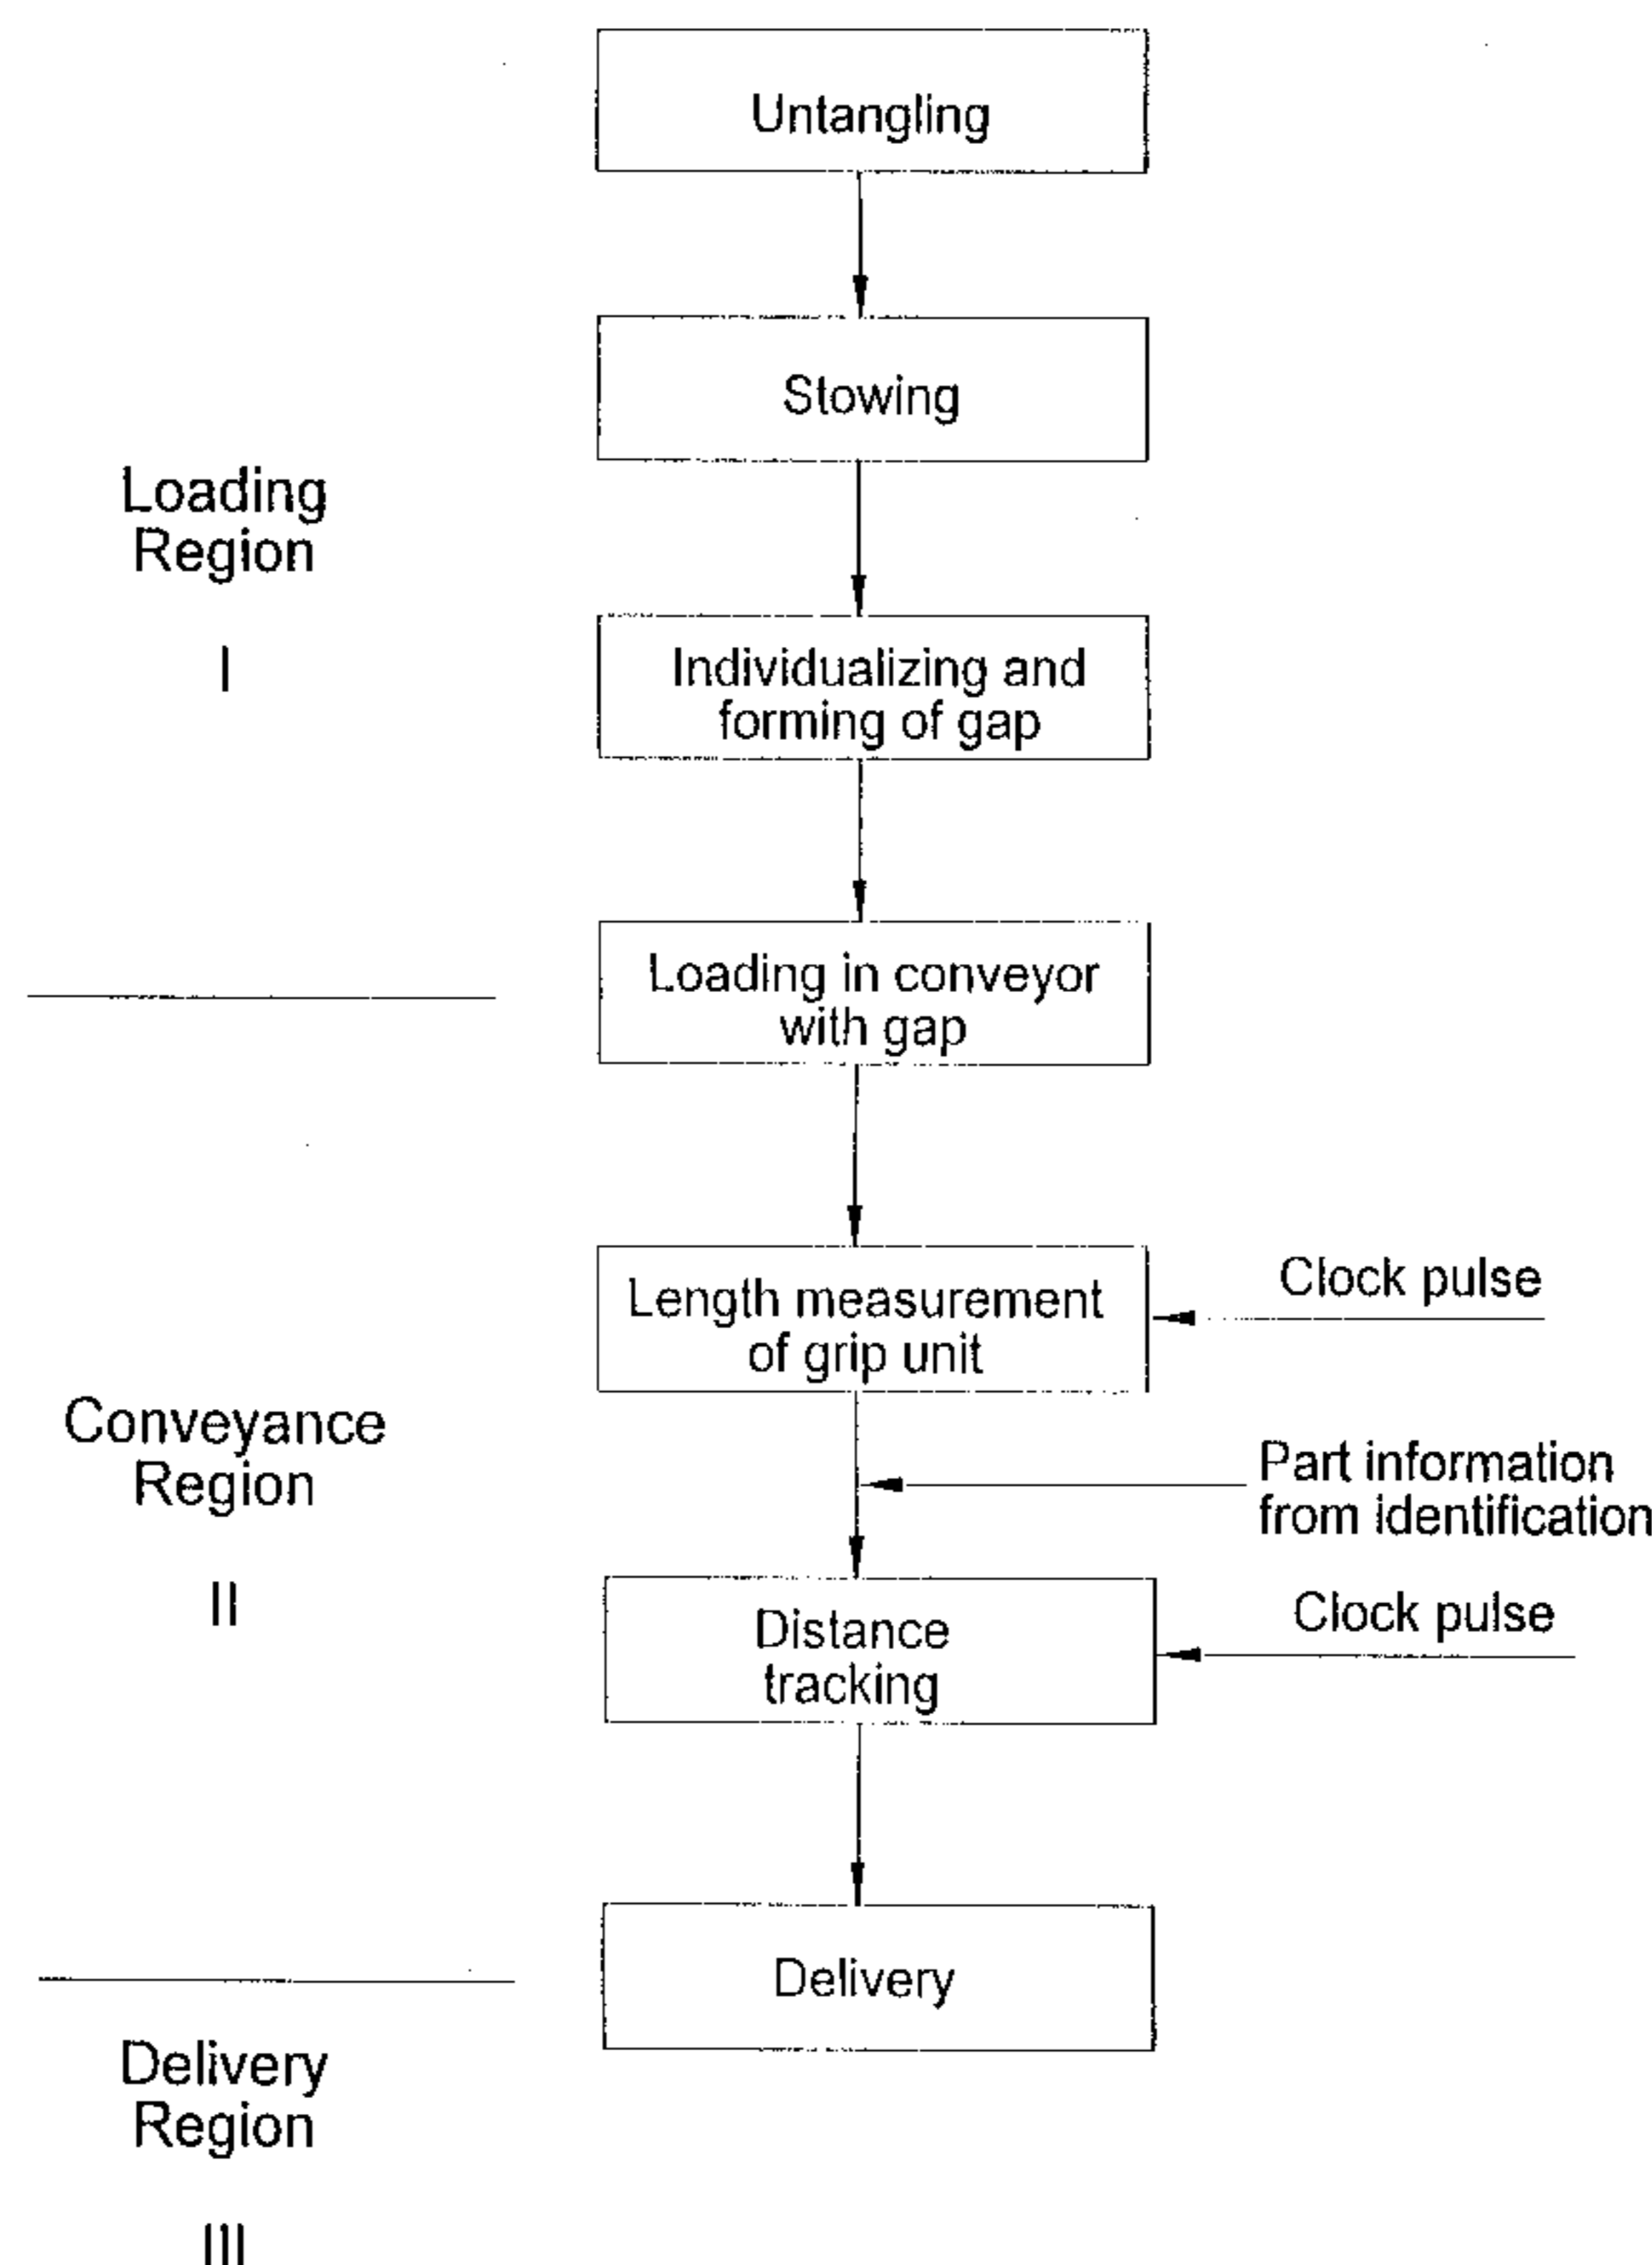 Untangling
Stowing
Loading
Region
I
Individualizing and
forming of gap
Loading in conveyor
with gap
Length measurement
of grip unit
Clock pulse
Conveyance
Region
II
Part information
from identification
Distance
tracking
Clock pulse
Delivery
Delivery
Region
III